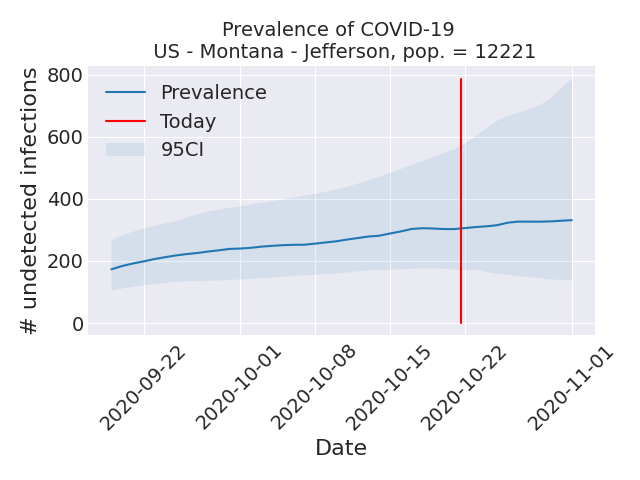 Prevalence of COVID-19
US - Montana - Jefferson, pop. = 12221
# undetected infections
800
600
400
200
0
Prevalence
Today
95CI
2020-09-22
2020-10-01
2020-10-08
2020-10-15
2020-10-22
2020-11-01
Date